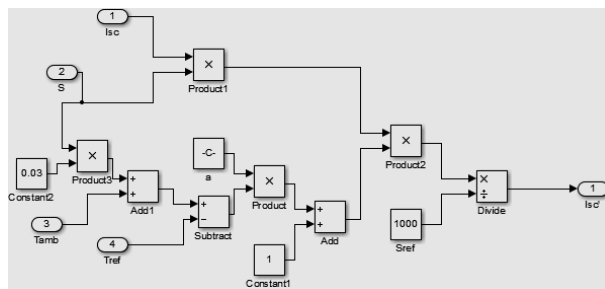 1
Isc
2
S
×
Product1
0.03
Constant2
×
Product3
-C-
a
×
Product2
×
Product
+
+
Add1
+
−
Subtract
3
Tamb
4
Tref
1
Constant1
+
+
Add
1000
Sref
×
÷
Divide
1
Isc'